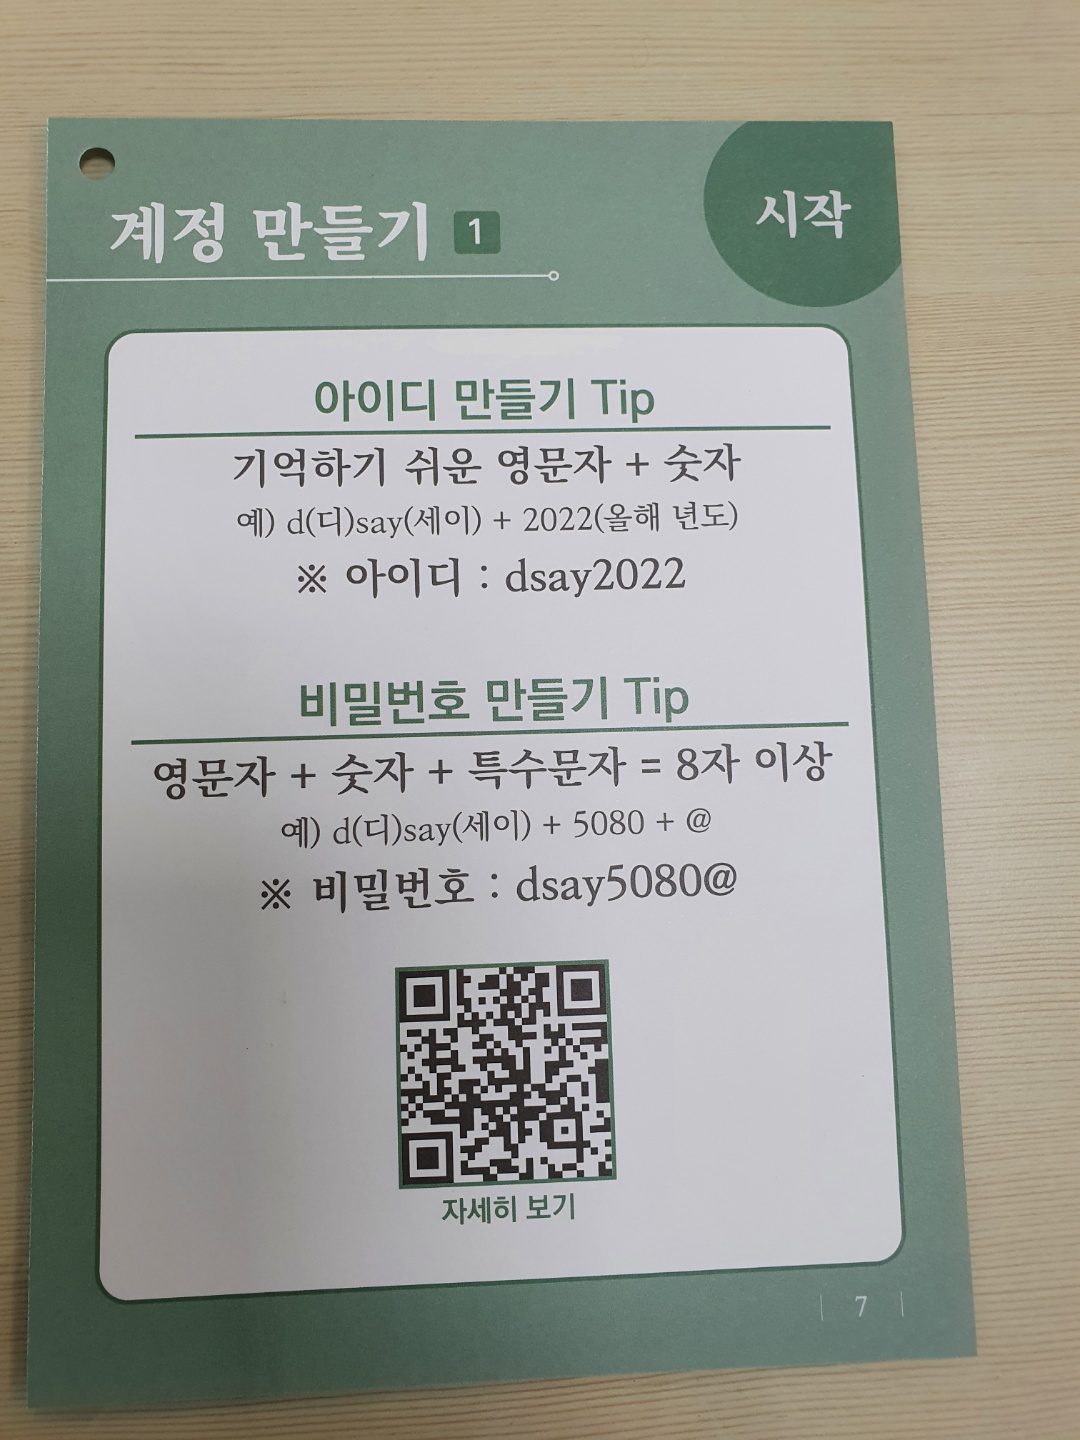 계정 만들기 1
시작
아이디 만들기 Tip
기억하기 쉬운 영문자 + 숫자
예) d(디)say(세이) + 2022(올해 년도)
※ 아이디 : dsay2022
비밀번호 만들기 Tip
영문자 + 숫자 + 특수문자 = 8자 이상
예) d(디)say(세이) + 5080 + @
※ 비밀번호 : dsay5080@
자세히 보기
7